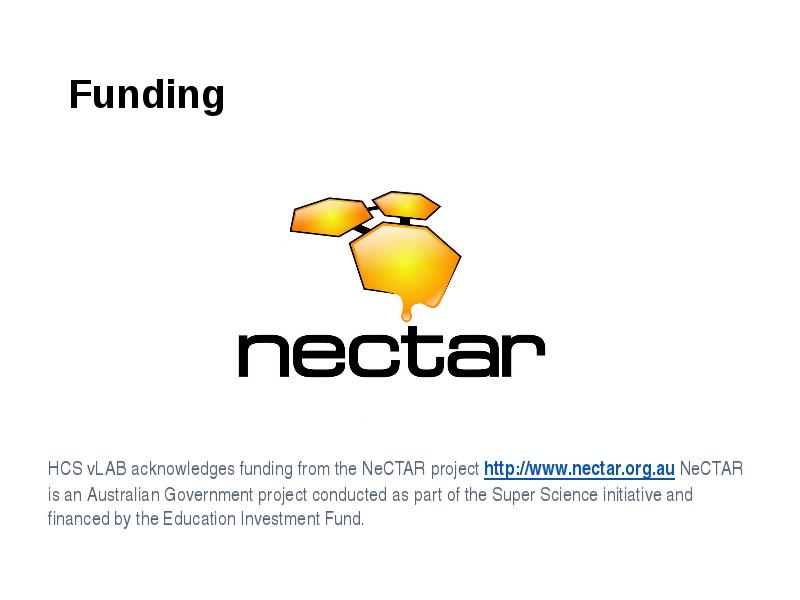 Funding
nectar
HCS vLAB acknowledges funding from the NeCTAR project http://www.nectar.org.au NeCTAR
is an Australian Government project conducted as part of the Super Science initiative and
financed by the Education Investment Fund.